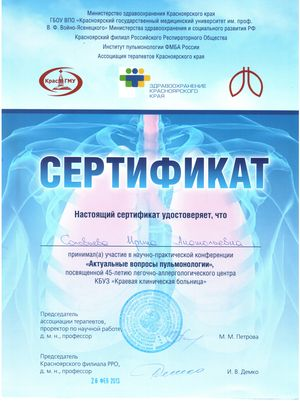 Министерство здравоохранения Красноярского края
ГБОУ ВПО «Красноярский государственный медицинский университет им. проф.
В. Ф. Войно-Ясенецкого» Министерства здравоохранения и социального развития РФ
Красноярский филиал Российского Респираторного Общества
Институт пульмонологии ФМБА России
Ассоциация терапевтов Красноярского края
КрасГМУ
ЗДРАВООХРАНЕНИЕ
КРАСНОЯРСКОГО
КРАЯ
СЕРТИФИКАТ
Настоящий сертификат удостоверяет, что
Соловьева Ирина Анатольевна
принимал(а) участие в научно-практической конференции
«Актуальные вопросы пульмонологии»,
посвященной 45-летию легочно-аллергологического центра
КБУЗ «Краевая клиническая больница»
Председатель
ассоциации терапевтов,
проректор по научной работе,
д. м. н., профессор
М. М. Петрова
Председатель
Красноярского филиала РРО,
д. м. н., профессор
И. В. Демко
26 ФЕВ 2013